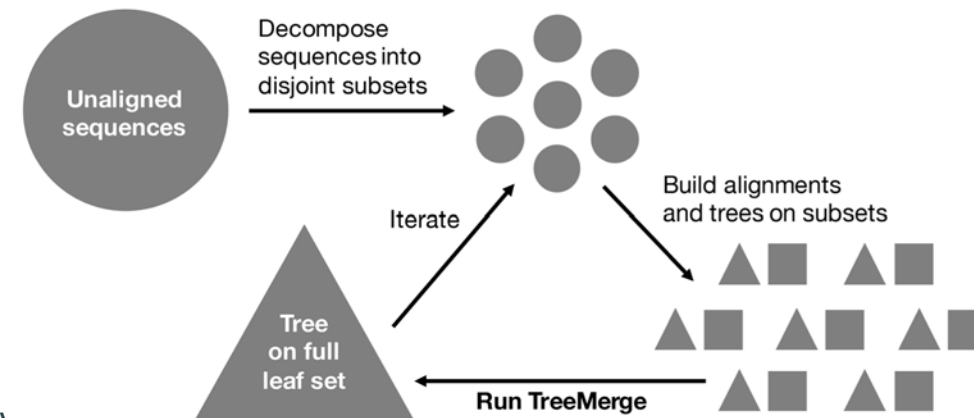 Decompose
sequences into
disjoint subsets
Unaligned
sequences
Build alignments
and trees on subsets
Iterate
Tree
on full
leaf set
Run TreeMerge